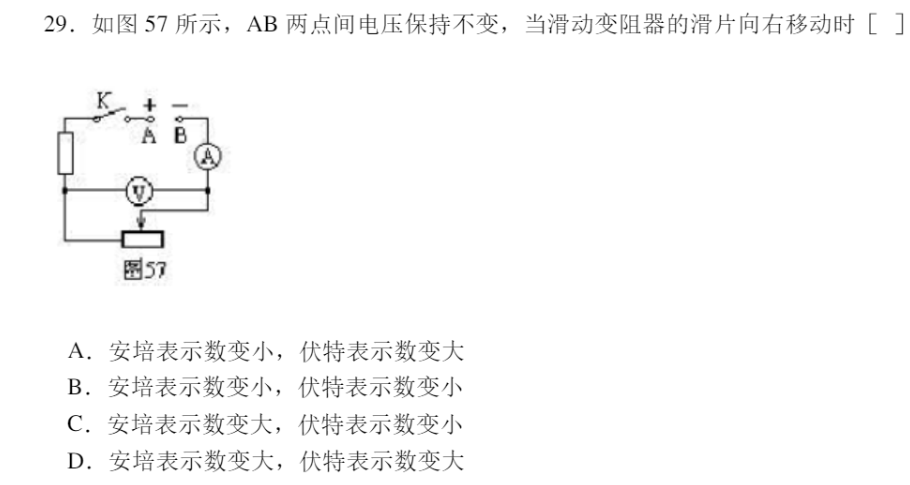 29．如图 57 所示，AB 两点间电压保持不变，当滑动变阻器的滑片向右移动时［ ］
K + −
A B
A
V
图57
A．安培表示数变小，伏特表示数变大
B．安培表示数变小，伏特表示数变小
C．安培表示数变大，伏特表示数变小
D．安培表示数变大，伏特表示数变大